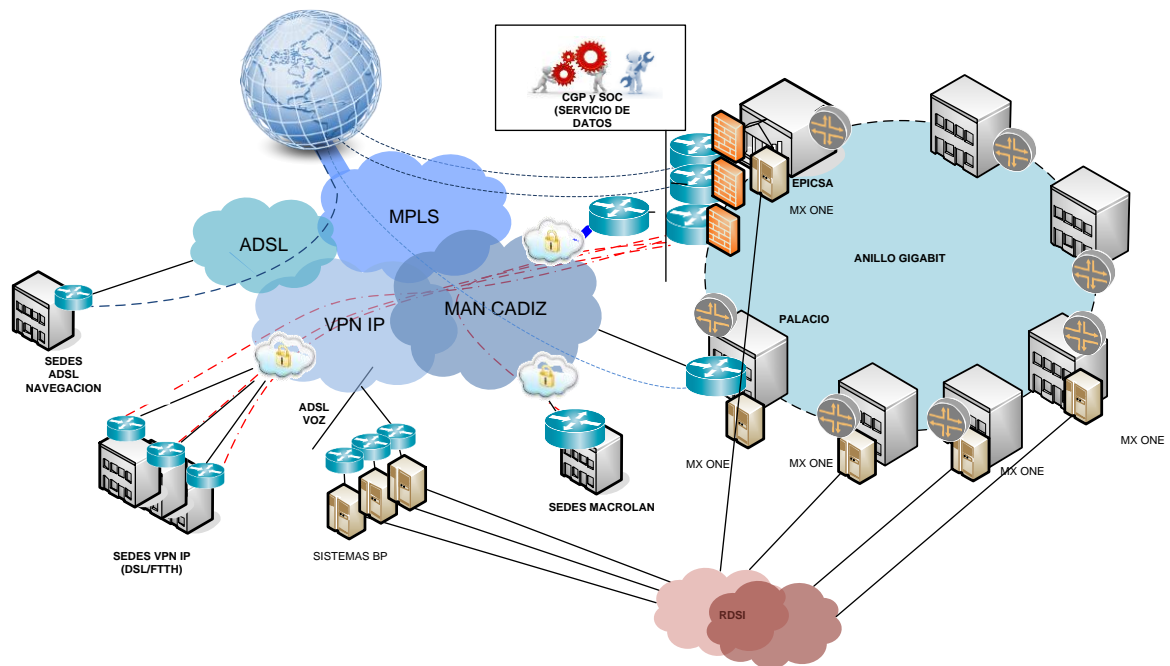 CGP y SOC
(SERVICIO DE
DATOS
EPICSA
MX ONE
MPLS
ADSL
ANILLO GIGABIT
VPN IP
MAN CADIZ
PALACIO
SEDES
ADSL
NAVEGACION
ADSL
VOZ
MX ONE
MX ONE
MX ONE
MX ONE
SEDES VPN IP
(DSL/FTTH)
SISTEMAS BP
SEDES MACROLAN
RDSI